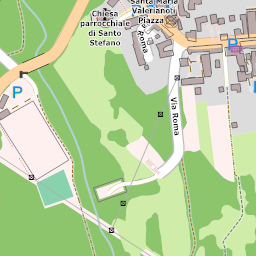 Santa Maria
Valeriano:
Piazza
Chiesa
parrocchiale
di Santo
Stefano
Roma
P
P
Via Roma